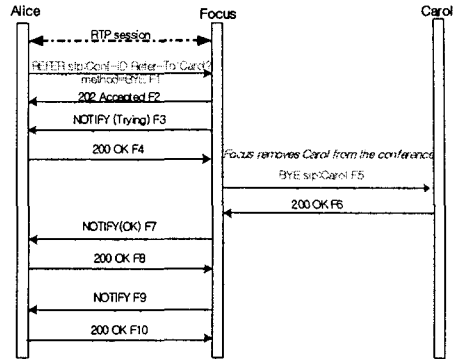 Alice
Focus
Carol
RTP session
REFER sip:Conf-ID Refer-To:Carol?
method=BYE F1
202 Accepted F2
NOTIFY (Trying) F3
200 OK F4
Focus removes Carol from the conference
BYE sip:Carol F5
200 OK F6
NOTIFY(OK) F7
200 OK F8
NOTIFY F9
200 OK F10